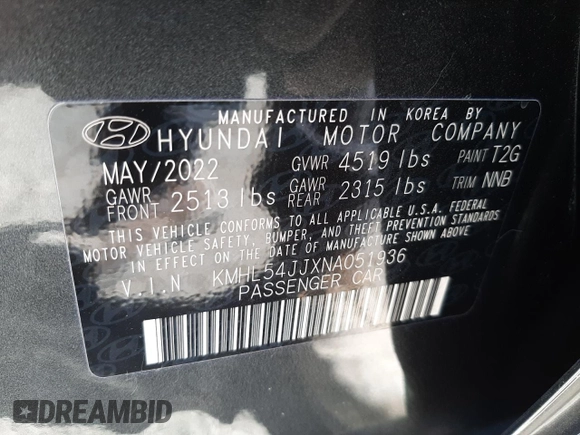 MANUFACTURED IN KOREA BY
HYUNDAI MOTOR COMPANY
MAY/2022 GVWR 4519 lbs PAINT T2G
GAWR FRONT 2513 lbs GAWR REAR 2315 lbs TRIM NNB
THIS VEHICLE CONFORMS TO ALL APPLICABLE U.S.A. FEDERAL
MOTOR VEHICLE SAFETY, BUMPER, AND THEFT PREVENTION STANDARDS
IN EFFECT ON THE DATE OF MANUFACTURE SHOWN ABOVE.
V.I.N KMHL54JJXNA051936
PASSENGER CAR
DREAMBID